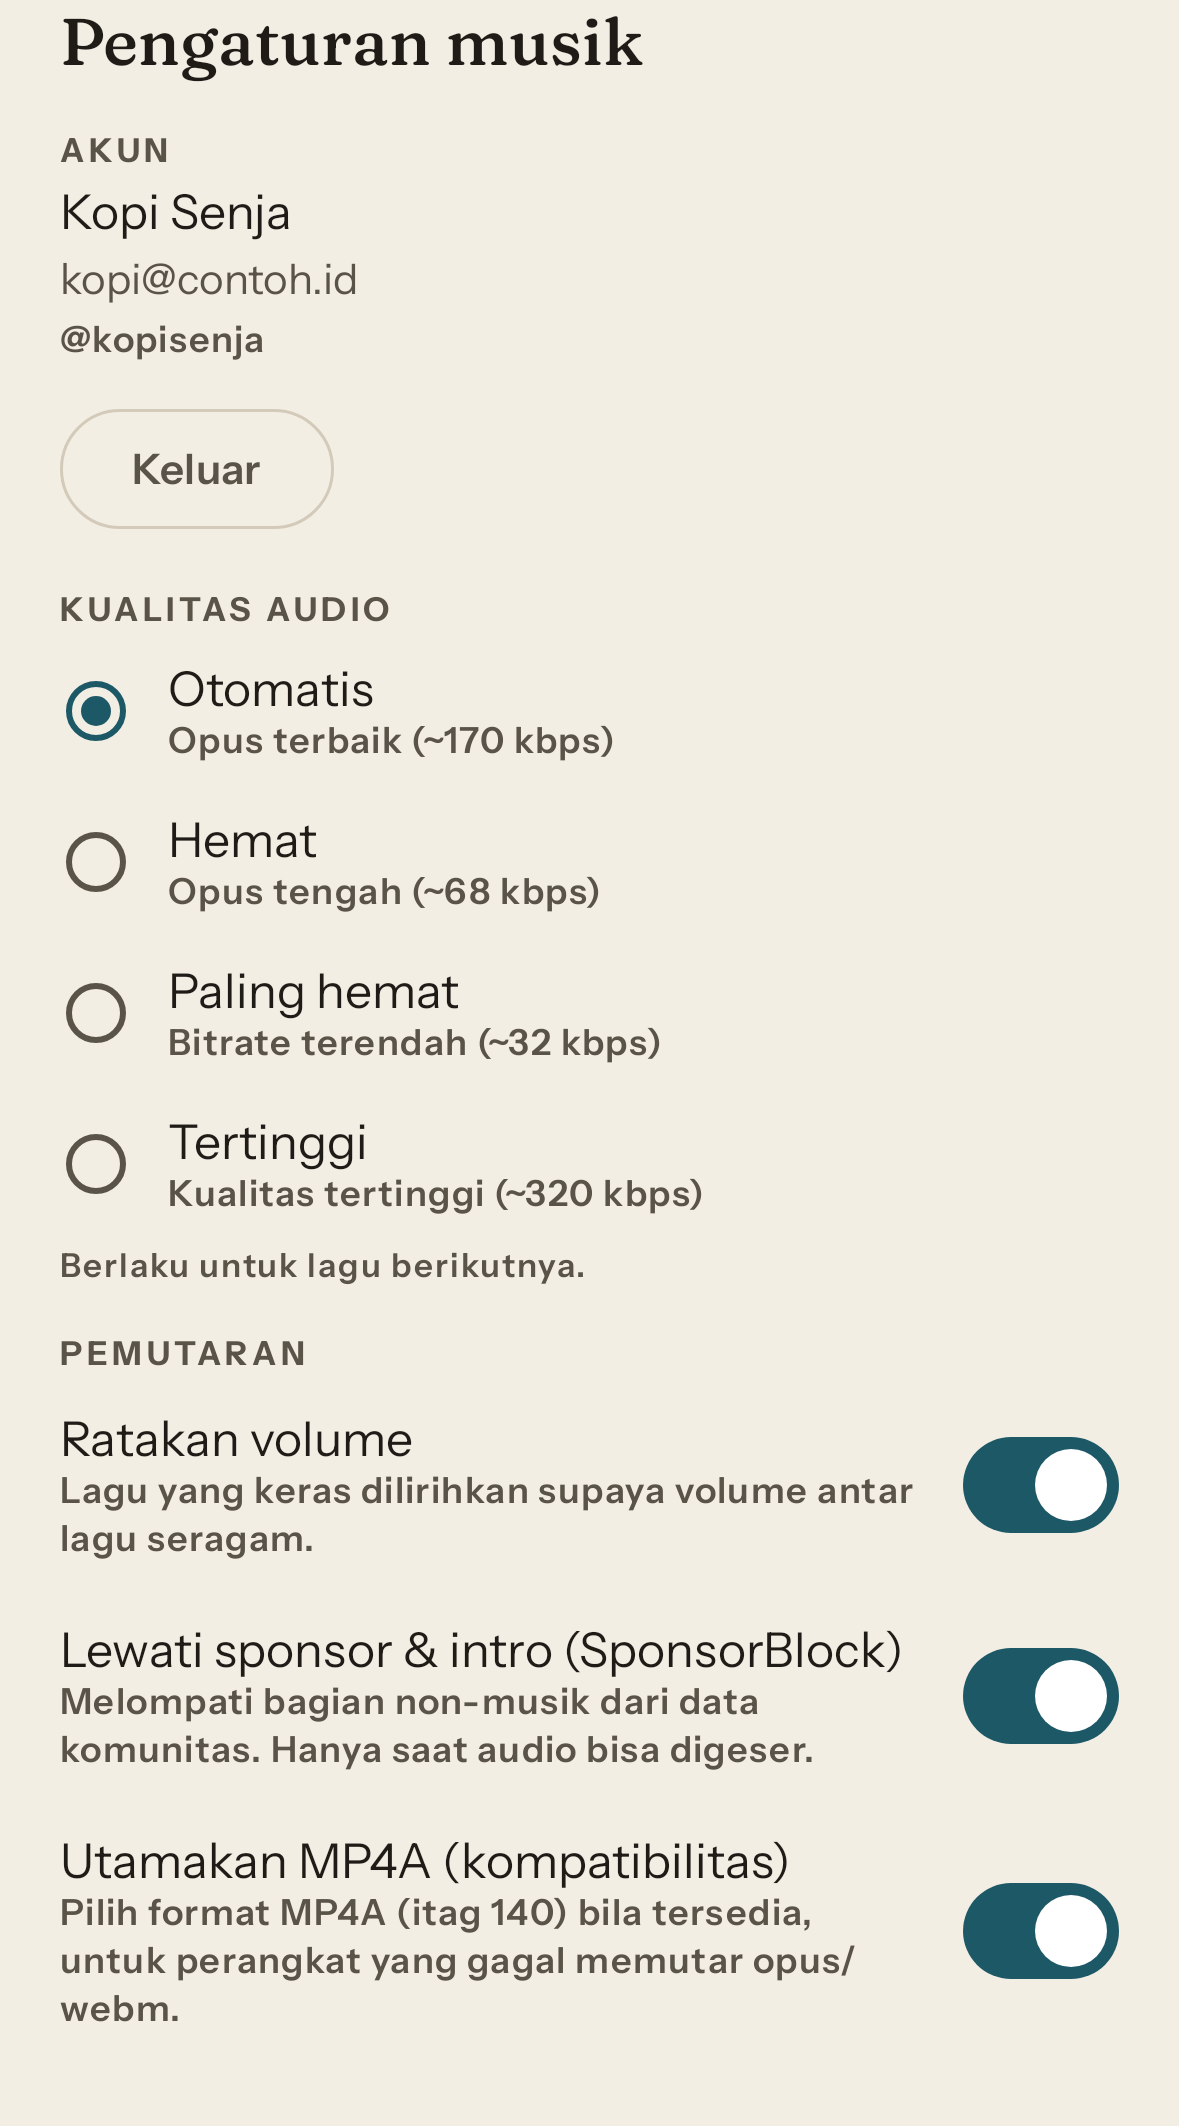 Pengaturan musik
AKUN
Kopi Senja
kopi@contoh.id
@kopisenja
Keluar
KUALITAS AUDIO
Otomatis
Opus terbaik (~170 kbps)
Hemat
Opus tengah (~68 kbps)
Paling hemat
Bitrate terendah (~32 kbps)
Tertinggi
Kualitas tertinggi (~320 kbps)
Berlaku untuk lagu berikutnya.
PEMUTARAN
Ratakan volume
Lagu yang keras dilirihkan supaya volume antar
lagu seragam.
Lewati sponsor & intro (SponsorBlock)
Melompati bagian non-musik dari data
komunitas. Hanya saat audio bisa digeser.
Utamakan MP4A (kompatibilitas)
Pilih format MP4A (itag 140) bila tersedia,
untuk perangkat yang gagal memutar opus/
webm.